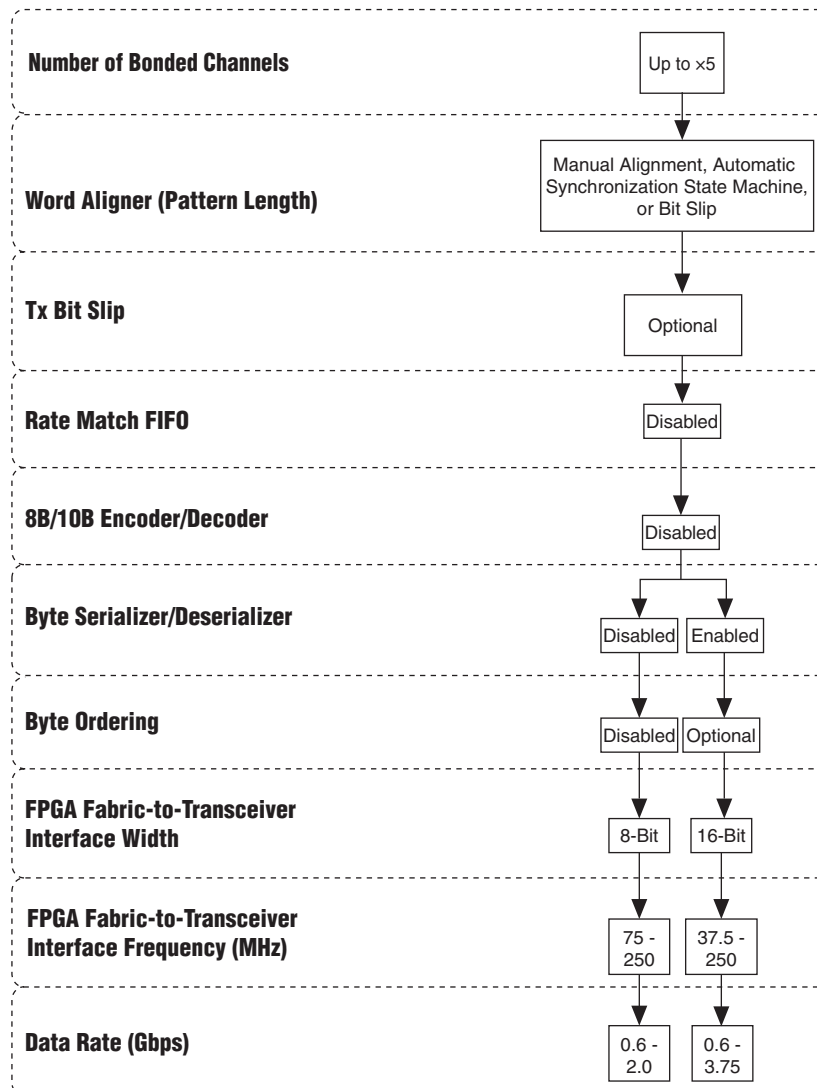 Number of Bonded Channels
Up to ×5
Word Aligner (Pattern Length)
Manual Alignment, Automatic
Synchronization State Machine,
or Bit Slip
Tx Bit Slip
Optional
Rate Match FIFO
Disabled
8B/10B Encoder/Decoder
Disabled
Byte Serializer/Deserializer
Disabled
Enabled
Byte Ordering
Disabled
Optional
FPGA Fabric-to-Transceiver
Interface Width
8-Bit
16-Bit
FPGA Fabric-to-Transceiver
Interface Frequency (MHz)
75 -
250
37.5 -
250
Data Rate (Gbps)
0.6 -
2.0
0.6 -
3.75